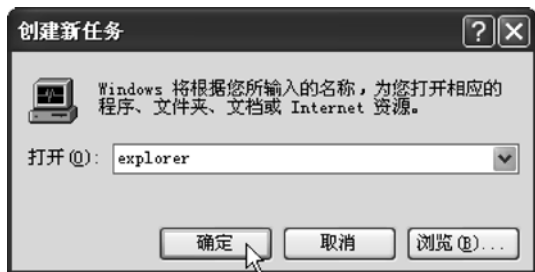 创建新任务
Windows 将根据您所输入的名称，为您打开相应的
程序、文件夹、文档或 Internet 资源。
打开(O): explorer
确定 取消 浏览(B)...